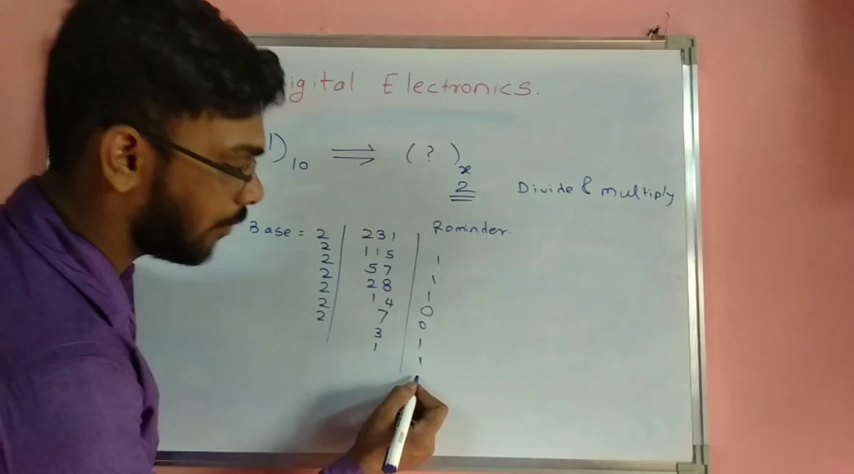 igital Electronics.
1)10 ⇌ (?)x
2 Divide & multiply
Base = 2 231 Reminder
2 115 1
2 57 1
2 28 1
2 14 0
2 7 0
3 1
1 1